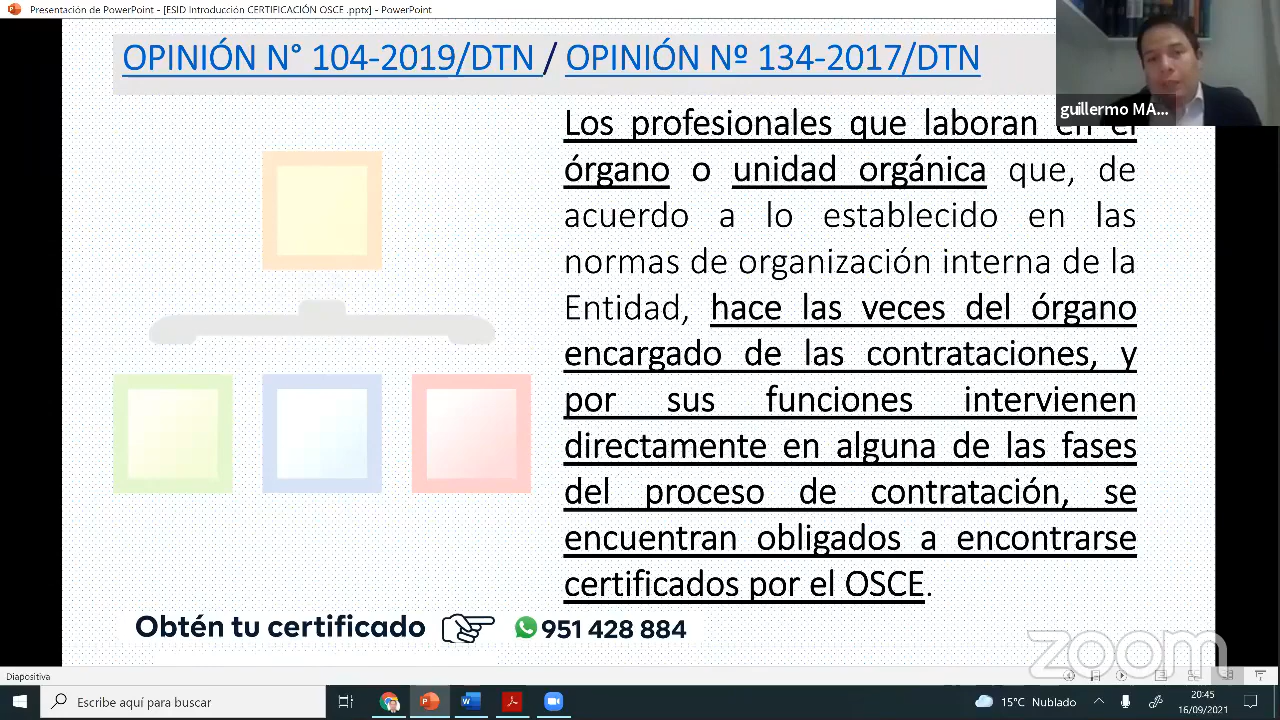 Presentación de PowerPoint - [ESID Introducción CERTIFICACIÓN OSCE .pptx] - PowerPoint
OPINIÓN N° 104-2019/DTN / OPINIÓN Nº 134-2017/DTN
guillermo MA...
Los profesionales que laboran en el
órgano o unidad orgánica que, de
acuerdo a lo establecido en las
normas de organización interna de la
Entidad, hace las veces del órgano
encargado de las contrataciones, y
por sus funciones intervienen
directamente en alguna de las fases
del proceso de contratación, se
encuentran obligados a encontrarse
certificados por el OSCE.
Obtén tu certificado 951 428 884
zoom
Diapositiva
Escribe aquí para buscar
15°C Nublado
20:45
16/09/2021